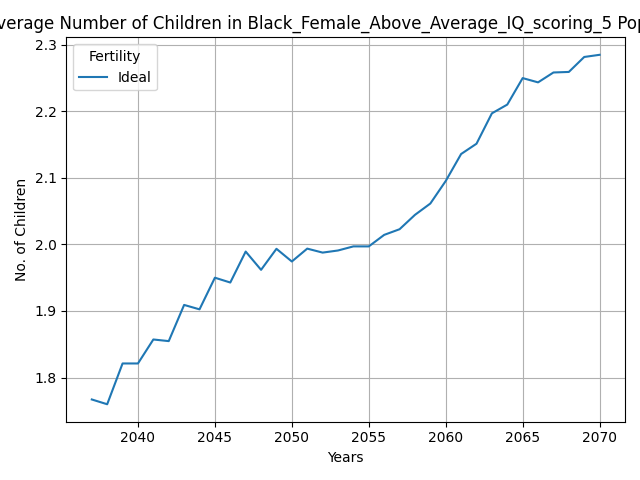 verage Number of Children in Black_Female_Above_Average_IQ_scoring_5 Pop
2.3
Fertility
Ideal
2.2
2.1
2.0
1.9
1.8
No. of Children
2040 2045 2050 2055 2060 2065 2070
Years